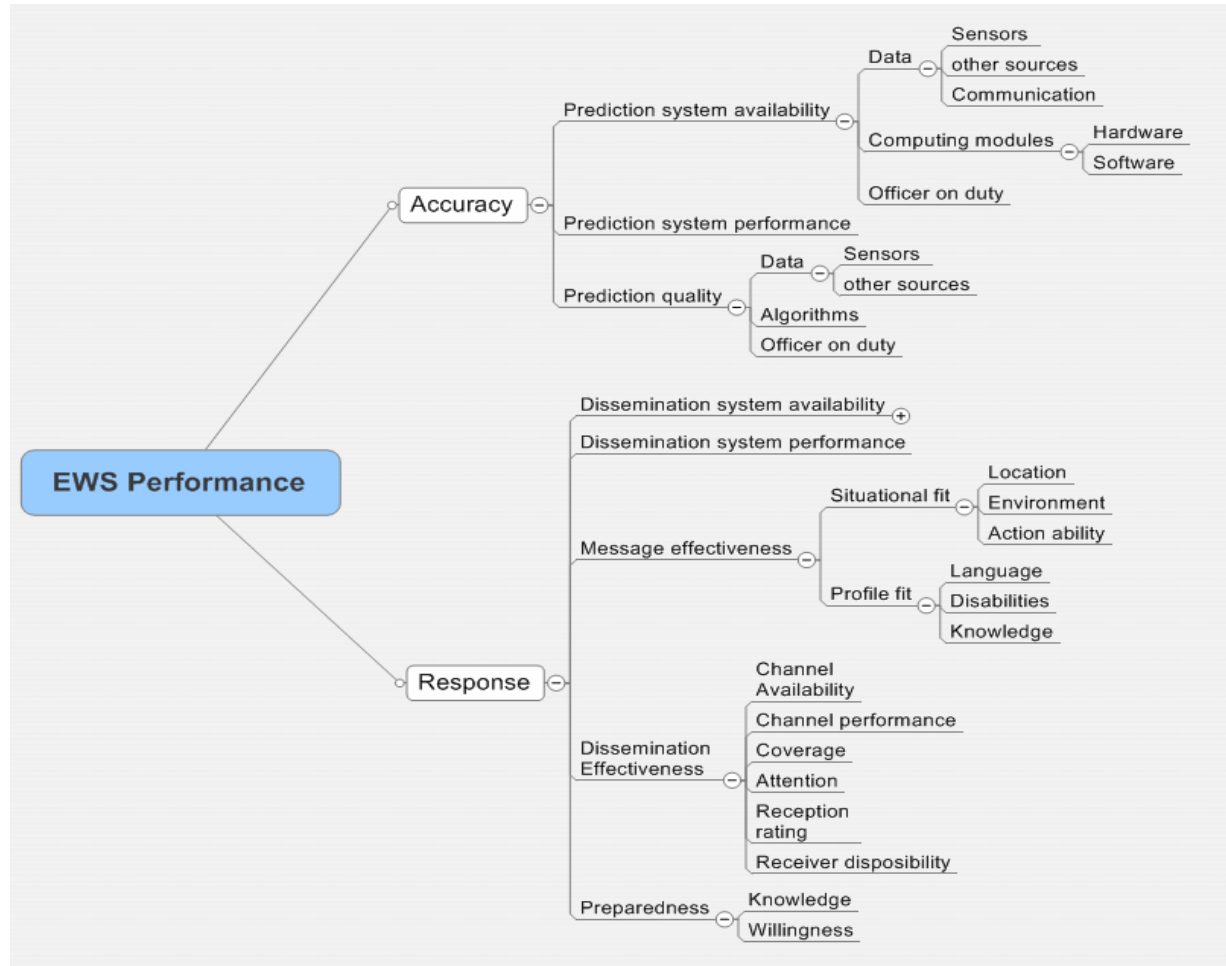 Sensors
Data
other sources
Communication
Prediction system availability
Hardware
Computing modules
Software
Officer on duty
Accuracy
Prediction system performance
Sensors
Data
other sources
Prediction quality
Algorithms
Officer on duty
Dissemination system availability
Dissemination system performance
EWS Performance
Location
Situational fit
Environment
Action ability
Message effectiveness
Language
Profile fit
Disabilities
Knowledge
Response
Channel
Availability
Channel performance
Dissemination
Effectiveness
Coverage
Attention
Reception
rating
Receiver disposibility
Knowledge
Preparedness
Willingness